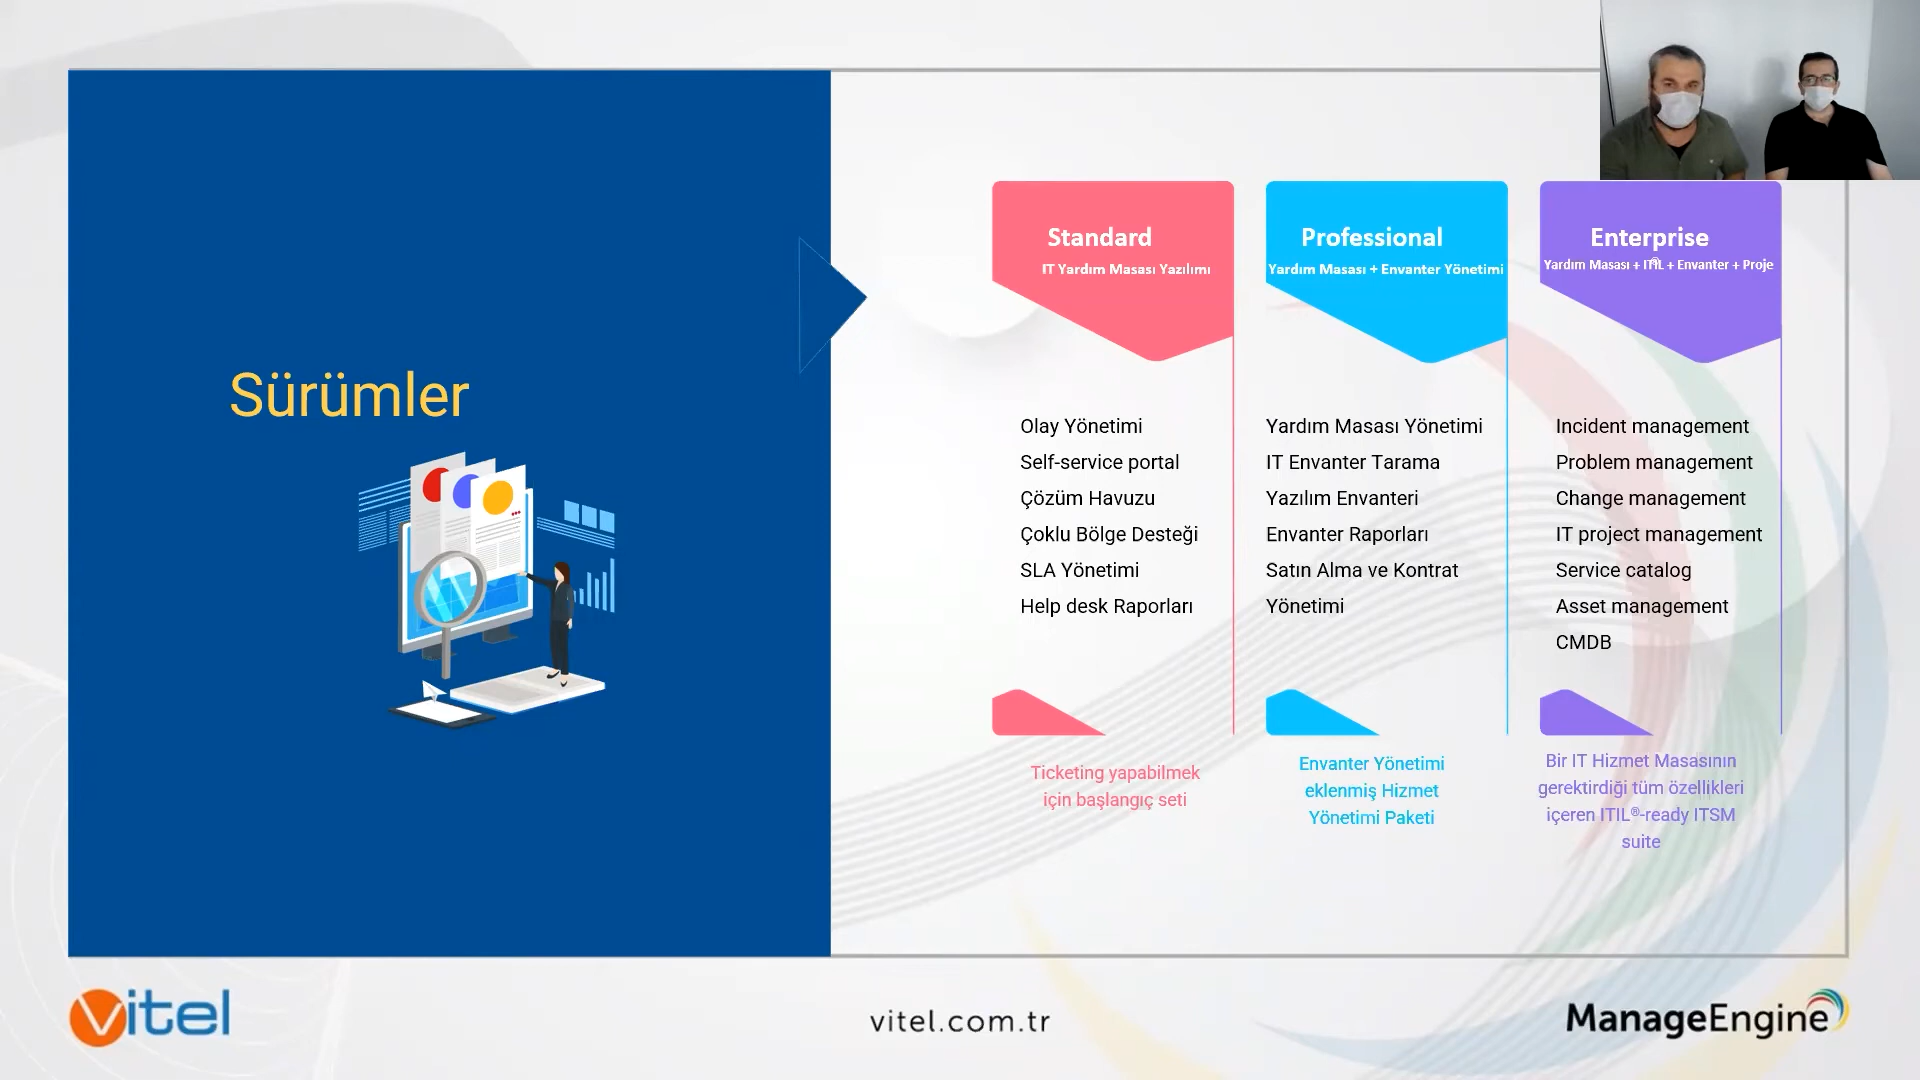 Sürümler
Standard
IT Yardım Masası Yazılımı
Olay Yönetimi
Self-service portal
Çözüm Havuzu
Çoklu Bölge Desteği
SLA Yönetimi
Help desk Raporları
Ticketing yapabilmek
için başlangıç seti
Professional
Yardım Masası + Envanter Yönetimi
Yardım Masası Yönetimi
IT Envanter Tarama
Yazılım Envanteri
Envanter Raporları
Satın Alma ve Kontrat
Yönetimi
Envanter Yönetimi
eklenmiş Hizmet
Yönetimi Paketi
Enterprise
Yardım Masası + ITIL + Envanter + Proje
Incident management
Problem management
Change management
IT project management
Service catalog
Asset management
CMDB
Bir IT Hizmet Masasının
gerektirdiği tüm özellikleri
içeren ITIL®-ready ITSM
suite
vitel
vitel.com.tr
ManageEngine